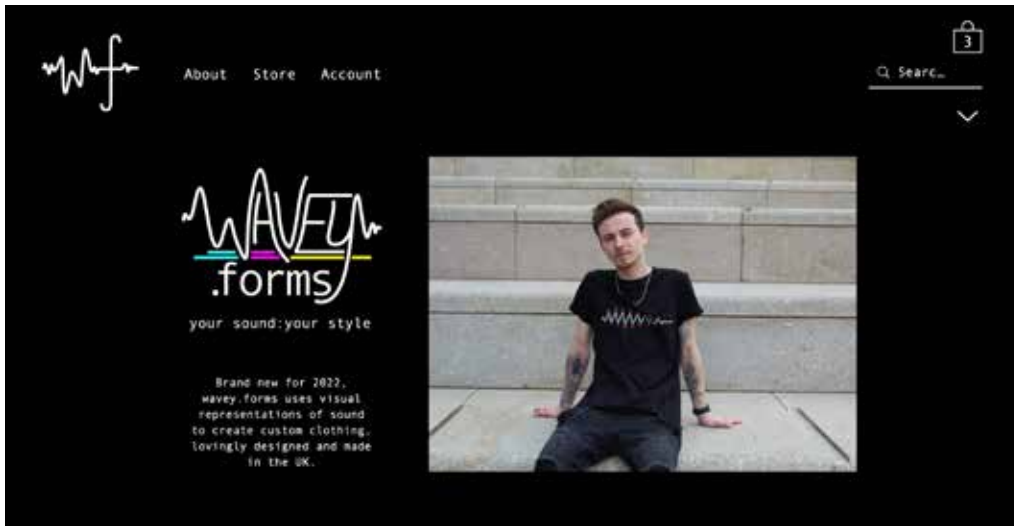 wf
3
About Store Account
Searc…
WAVEY
.forms
your sound:your style
Brand new for 2022,
wavey.forms uses visual
representations of sound
to create custom clothing,
lovingly designed and made
in the UK.